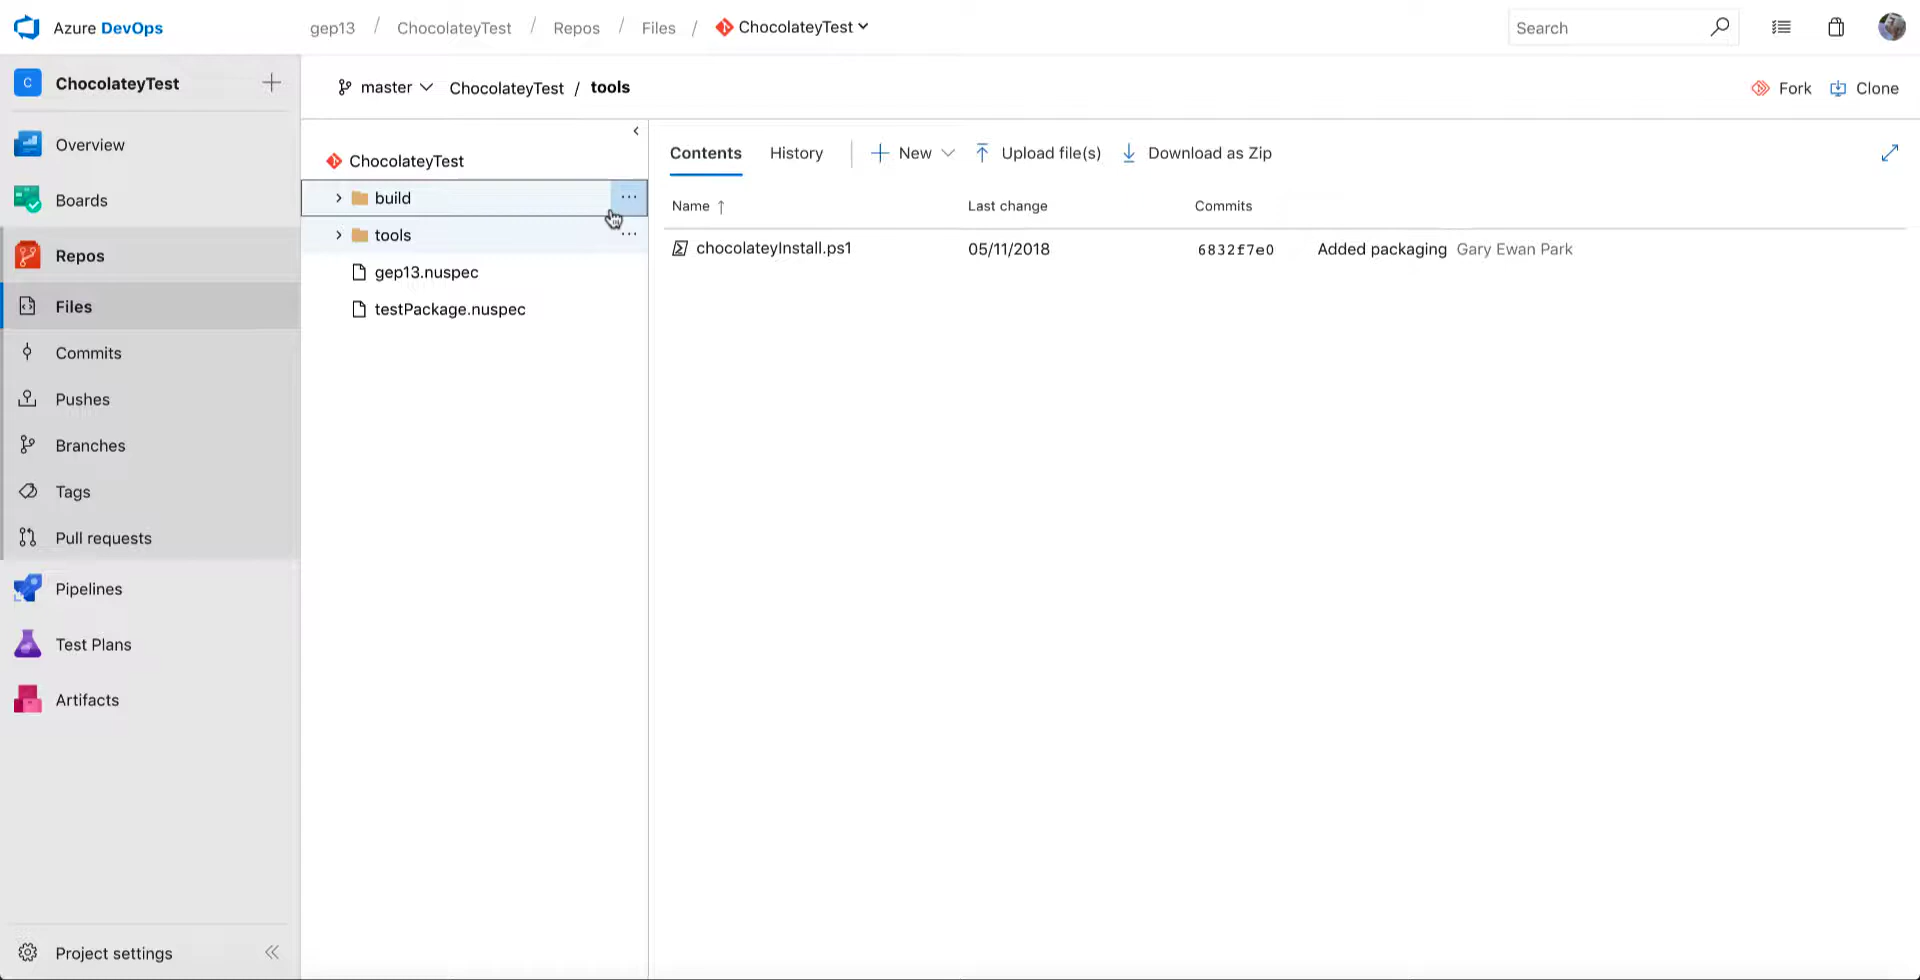 Azure DevOps
gep13 / ChocolateyTest / Repos / Files / ChocolateyTest
Search
C ChocolateyTest
master ChocolateyTest / tools
Fork Clone
Overview
Boards
Repos
Files
Commits
Pushes
Branches
Tags
Pull requests
Pipelines
Test Plans
Artifacts
Project settings
ChocolateyTest
build ...
tools ...
gep13.nuspec
testPackage.nuspec
Contents History New Upload file(s) Download as Zip
Name ↑ Last change Commits
chocolateyInstall.ps1 05/11/2018 6832f7e0 Added packaging Gary Ewan Park